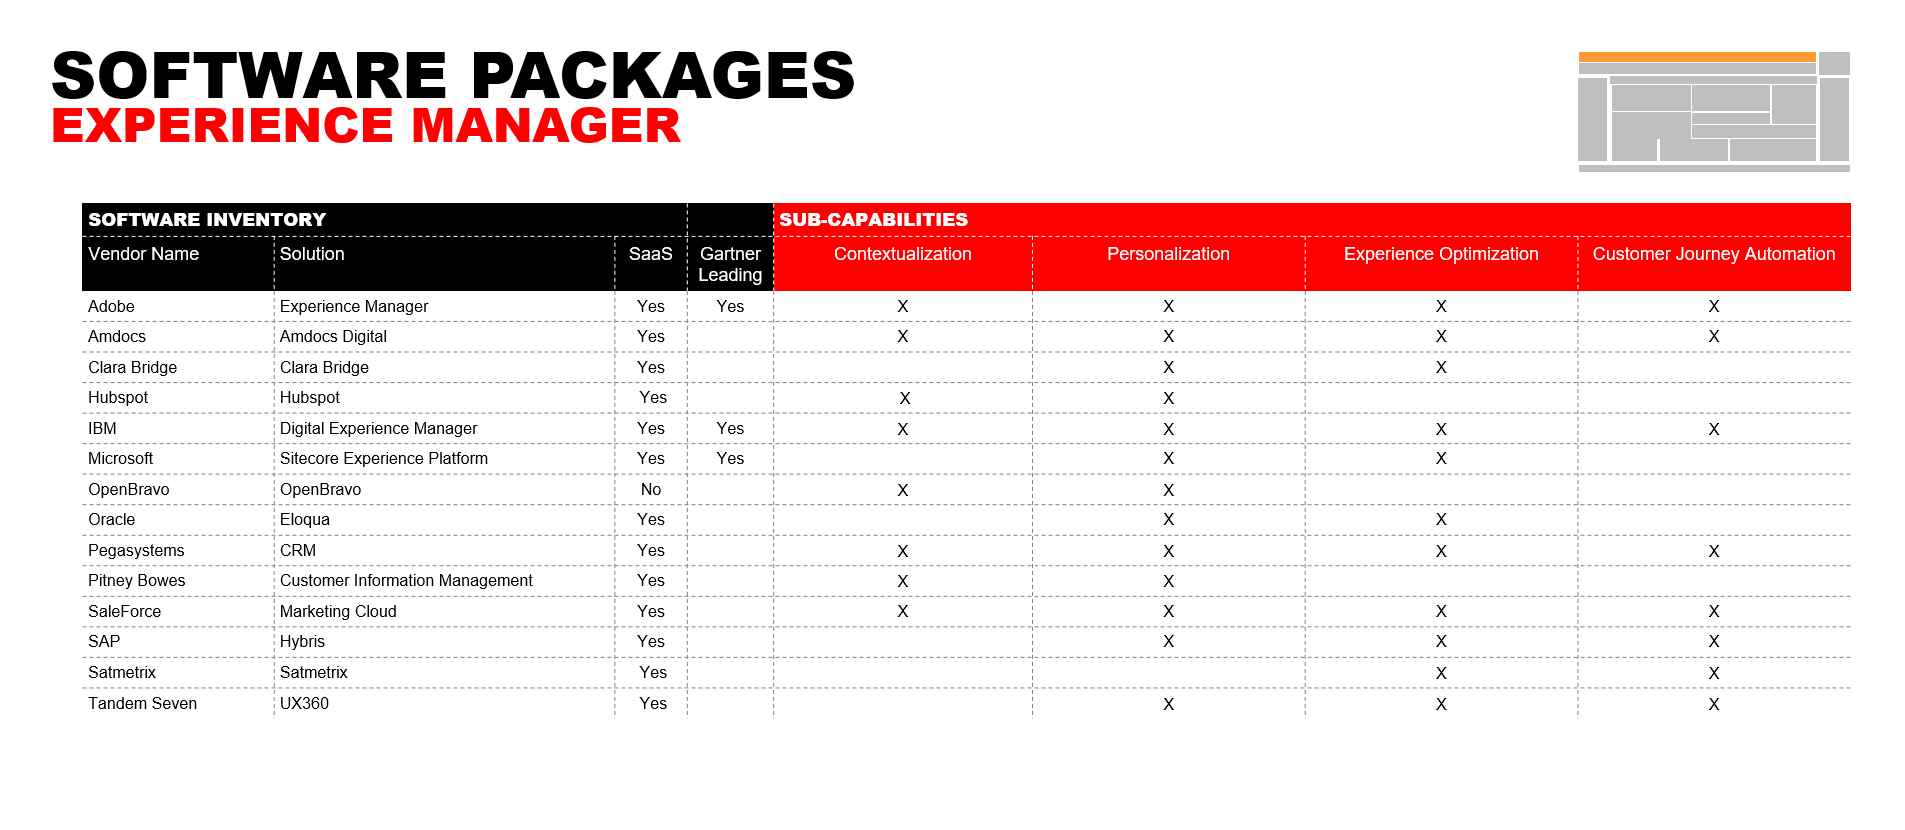 SOFTWARE PACKAGES
EXPERIENCE MANAGER
SOFTWARE INVENTORY SUB-CAPABILITIES
Vendor Name Solution SaaS Gartner Leading Contextualization Personalization Experience Optimization Customer Journey Automation
Adobe Experience Manager Yes Yes X X X X
Amdocs Amdocs Digital Yes X X X X
Clara Bridge Clara Bridge Yes X X
Hubspot Hubspot Yes X X
IBM Digital Experience Manager Yes Yes X X X X
Microsoft Sitecore Experience Platform Yes Yes X X
OpenBravo OpenBravo No X X
Oracle Eloqua Yes X X
Pegasystems CRM Yes X X X X
Pitney Bowes Customer Information Management Yes X X
SaleForce Marketing Cloud Yes X X X X
SAP Hybris Yes X X X
Satmetrix Satmetrix Yes X X
Tandem Seven UX360 Yes X X X